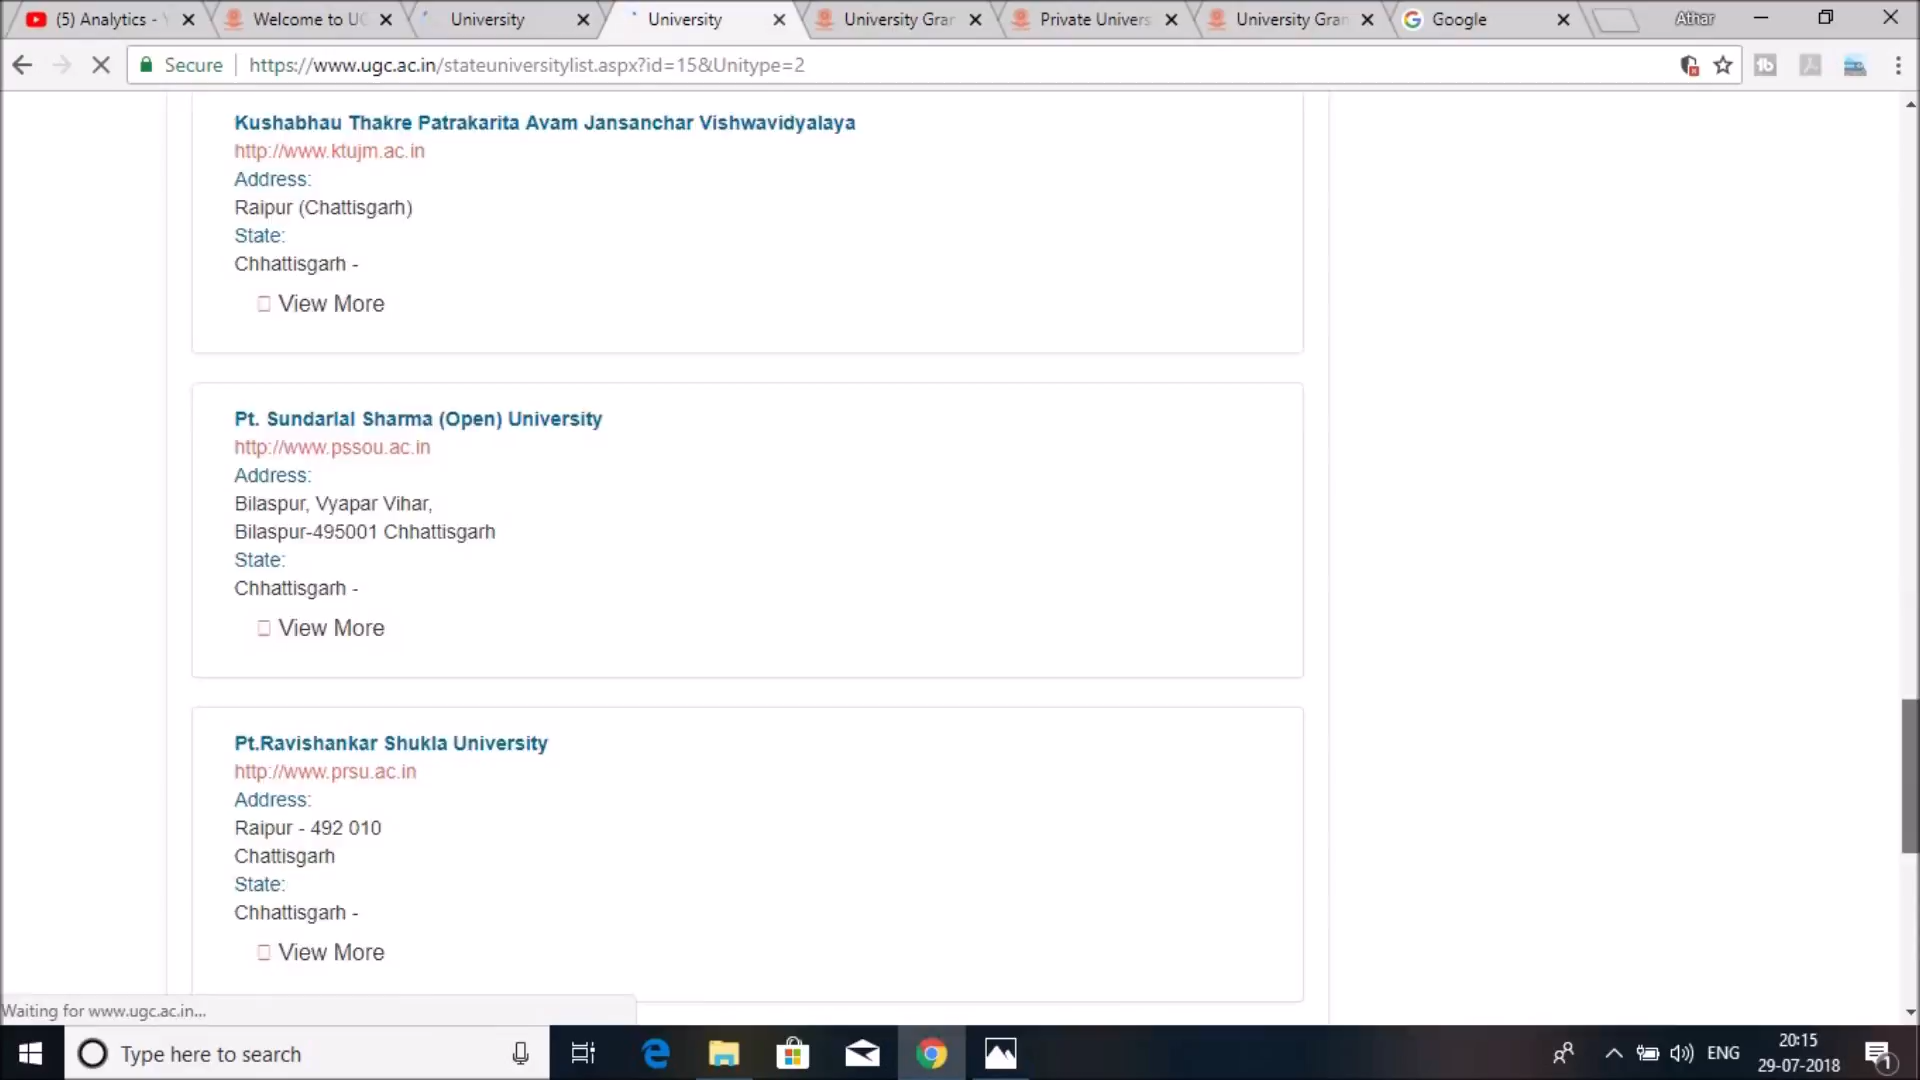 (5) Analytics -
Welcome to UG
University
University
University Gran
Private Univers
University Gran
Google
Athar
Secure
https://www.ugc.ac.in/stateuniversitylist.aspx?id=15&Unitype=2
Kushabhau Thakre Patrakarita Avam Jansanchar Vishwavidyalaya
http://www.ktujm.ac.in
Address:
Raipur (Chattisgarh)
State:
Chhattisgarh -
View More
Pt. Sundarlal Sharma (Open) University
http://www.pssou.ac.in
Address:
Bilaspur, Vyapar Vihar,
Bilaspur-495001 Chhattisgarh
State:
Chhattisgarh -
View More
Pt.Ravishankar Shukla University
http://www.prsu.ac.in
Address:
Raipur - 492 010
Chattisgarh
State:
Chhattisgarh -
View More
Waiting for www.ugc.ac.in...
Type here to search
ENG
20:15
29-07-2018
1